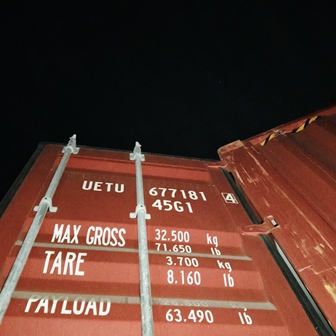 UETU 677181 4
45G1
MAX GROSS 32.500 kg
71.650 lb
TARE 3.700 kg
8.160 lb
PAYLOAD
63.490 lb